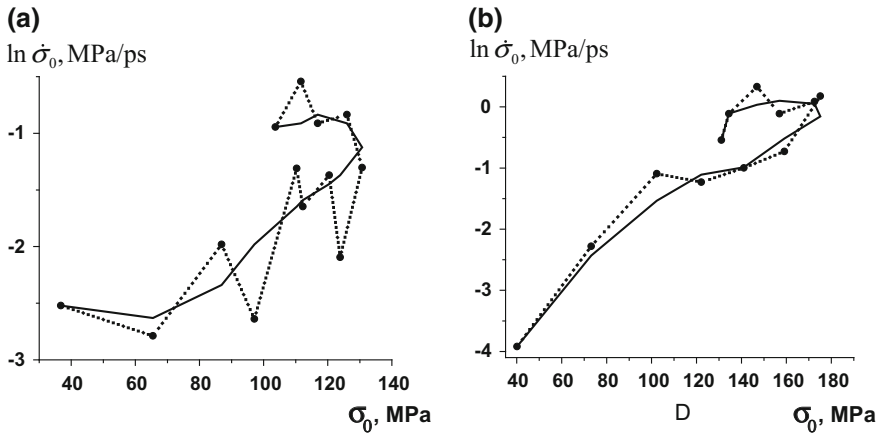 (a)
ln σ̇₀, MPa/ps
-1
-2
-3
40 60 80 100 120 140
σ₀, MPa
(b)
ln σ̇₀, MPa/ps
0
-1
-2
-3
-4
40 60 80 100 120 140 160 180
D
σ₀, MPa